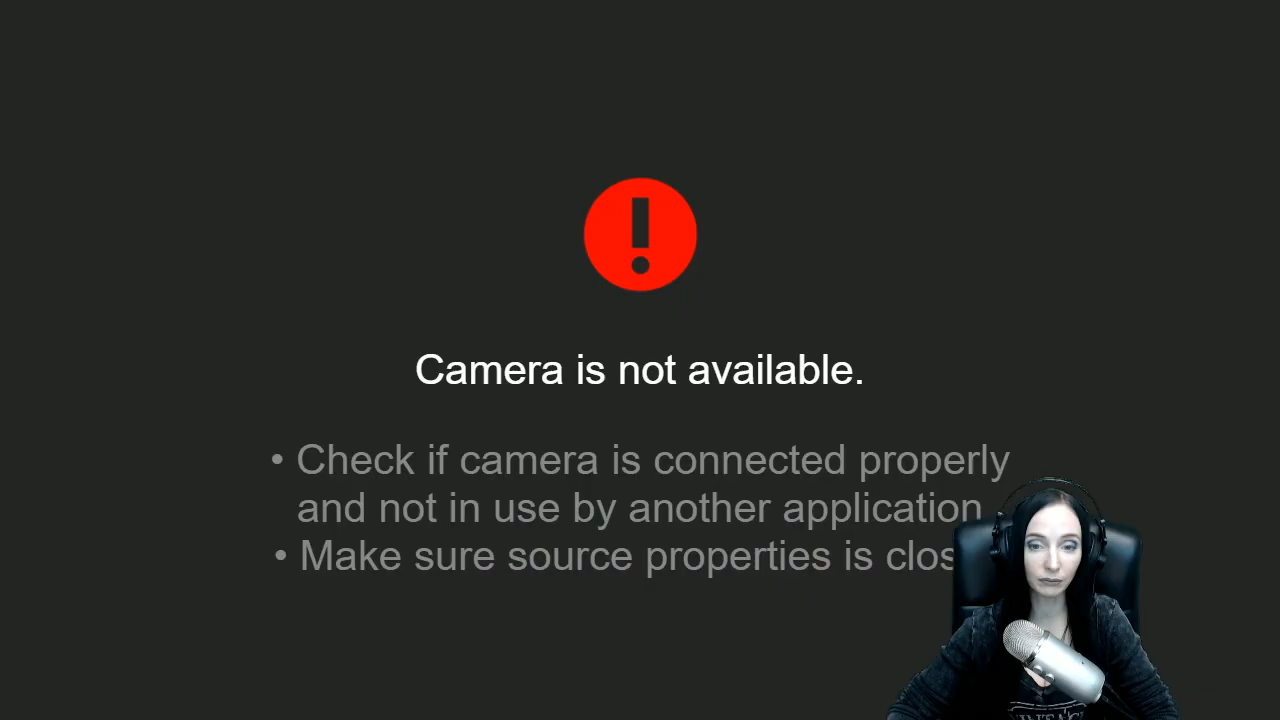 Camera is not available.
• Check if camera is connected properly
and not in use by another application
• Make sure source properties is clos